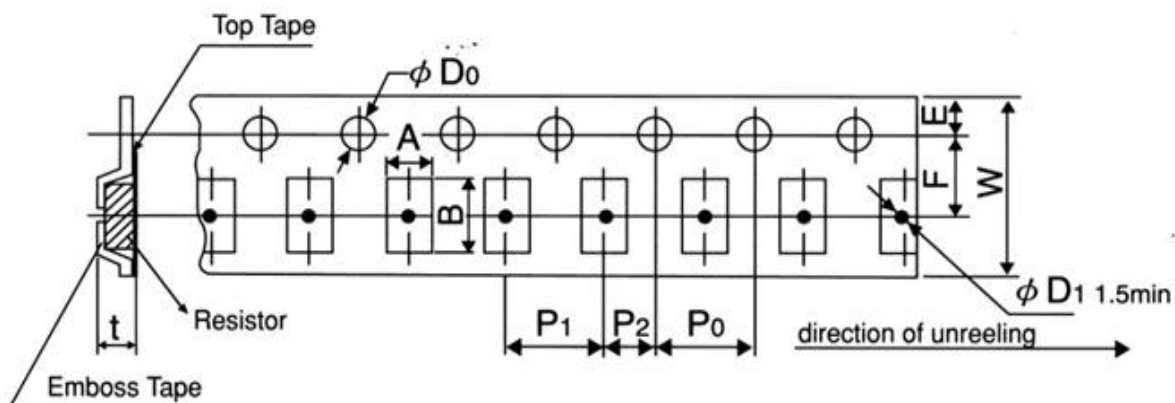 Top Tape
φ D0
A
E
F
W
B
φ D1 1.5min
P1
P2
P0
direction of unreeling
t
Resistor
Emboss Tape